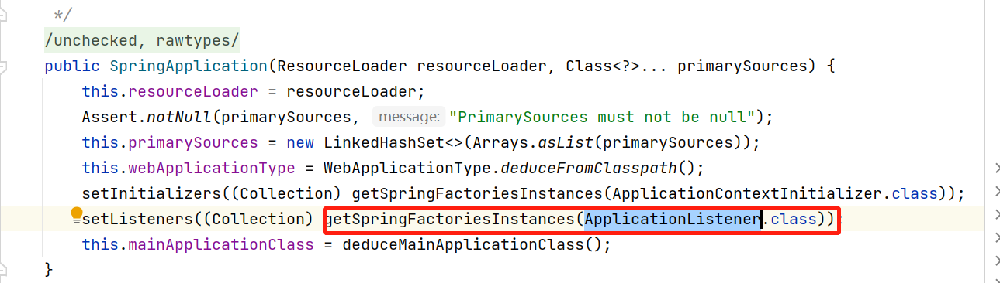 */
/unchecked, rawtypes/
public SpringApplication(ResourceLoader resourceLoader, Class<?>... primarySources) {
this.resourceLoader = resourceLoader;
Assert.notNull(primarySources, message: "PrimarySources must not be null");
this.primarySources = new LinkedHashSet<>(Arrays.asList(primarySources));
this.webApplicationType = WebApplicationType.deduceFromClasspath();
setInitializers((Collection) getSpringFactoriesInstances(ApplicationContextInitializer.class));
setListeners((Collection) getSpringFactoriesInstances(ApplicationListener.class));
this.mainApplicationClass = deduceMainApplicationClass();
}